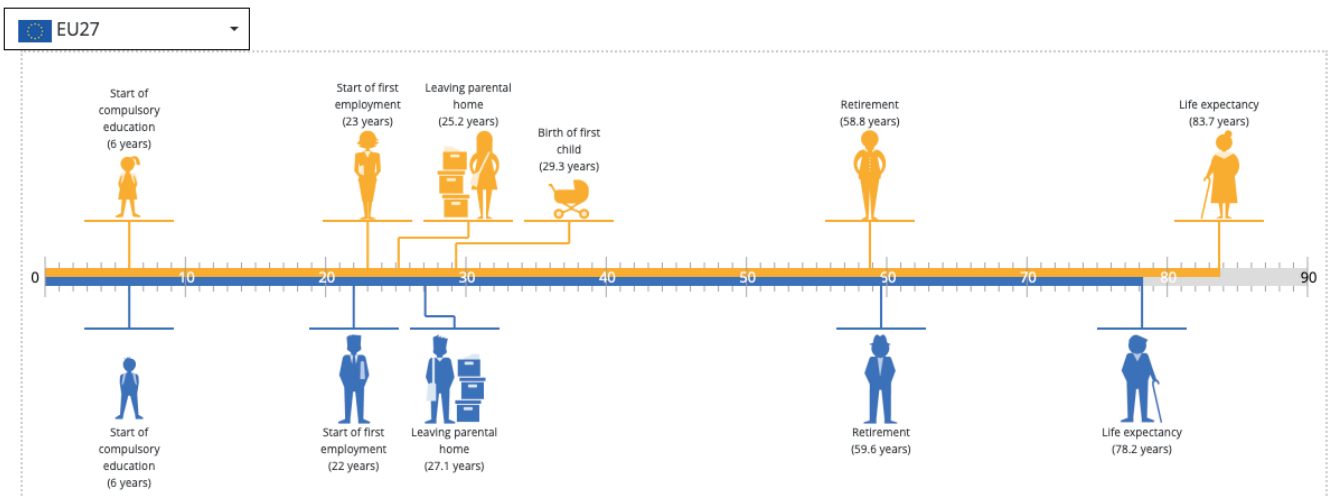 EU27
Start of
compulsory
education
(6 years)
Start of first
employment
(23 years)
Leaving parental
home
(25.2 years)
Birth of first
child
(29.3 years)
Retirement
(58.8 years)
Life expectancy
(83.7 years)
0 10 20 30 40 50 60 70 80 90
Start of
compulsory
education
(6 years)
Start of first
employment
(22 years)
Leaving parental
home
(27.1 years)
Retirement
(59.6 years)
Life expectancy
(78.2 years)